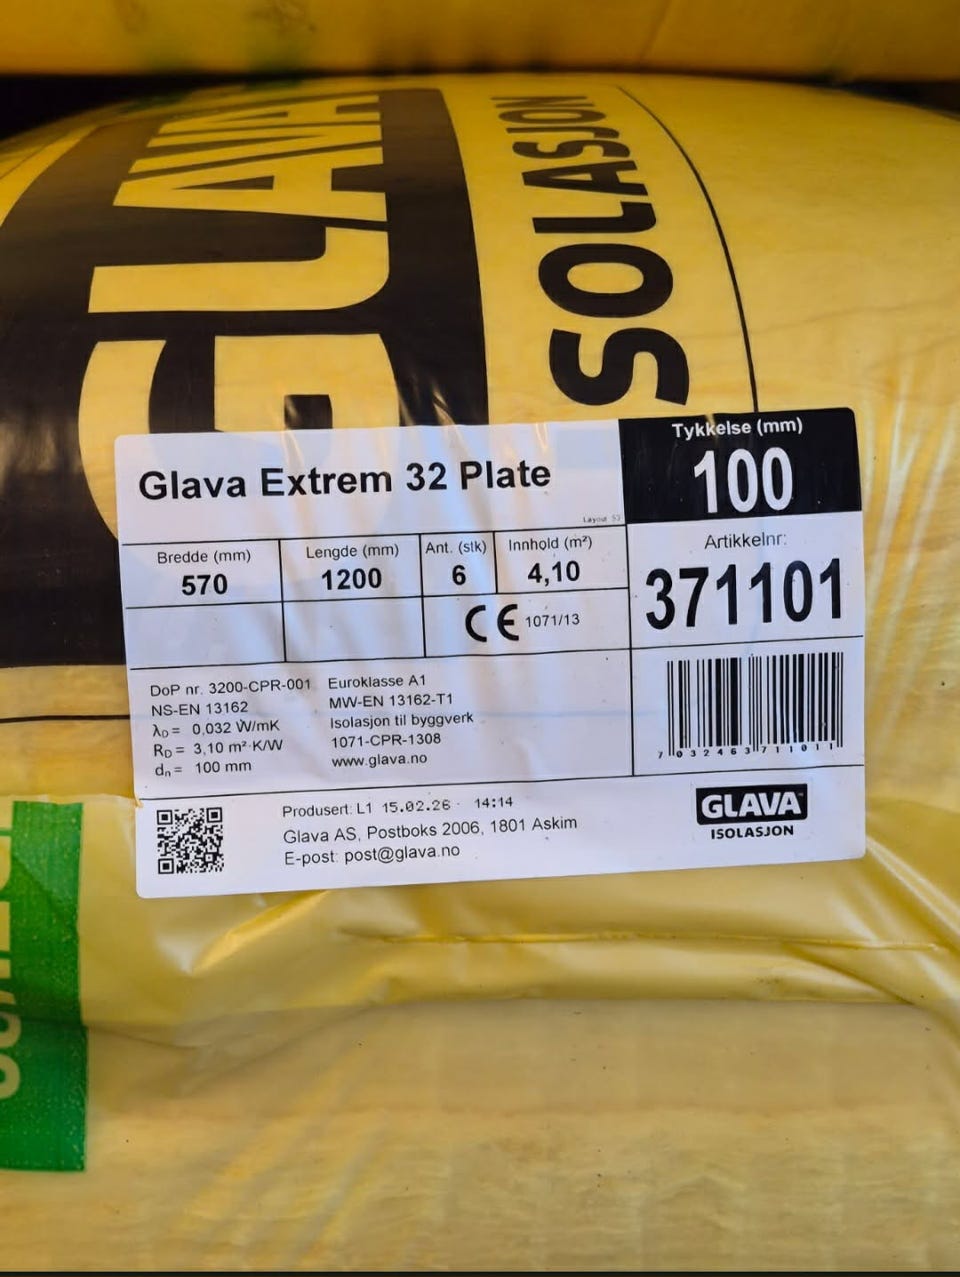 GLAVA
ISOLASJON
Glava Extrem 32 Plate
Layout 53
Tykkelse (mm)
100
Bredde (mm)
570
Lengde (mm)
1200
Ant. (stk)
6
Innhold (m²)
4,10
Artikkelnr:
371101
CE 1071/13
DoP nr. 3200-CPR-001
NS-EN 13162
λD = 0,032 W/mK
RD = 3,10 m²·K/W
dn = 100 mm
Euroklasse A1
MW-EN 13162-T1
Isolasjon til byggverk
1071-CPR-1308
www.glava.no
7 032463 711011
Produsert: L1 15.02.26 · 14:14
Glava AS, Postboks 2006, 1801 Askim
E-post: post@glava.no
GLAVA
ISOLASJON